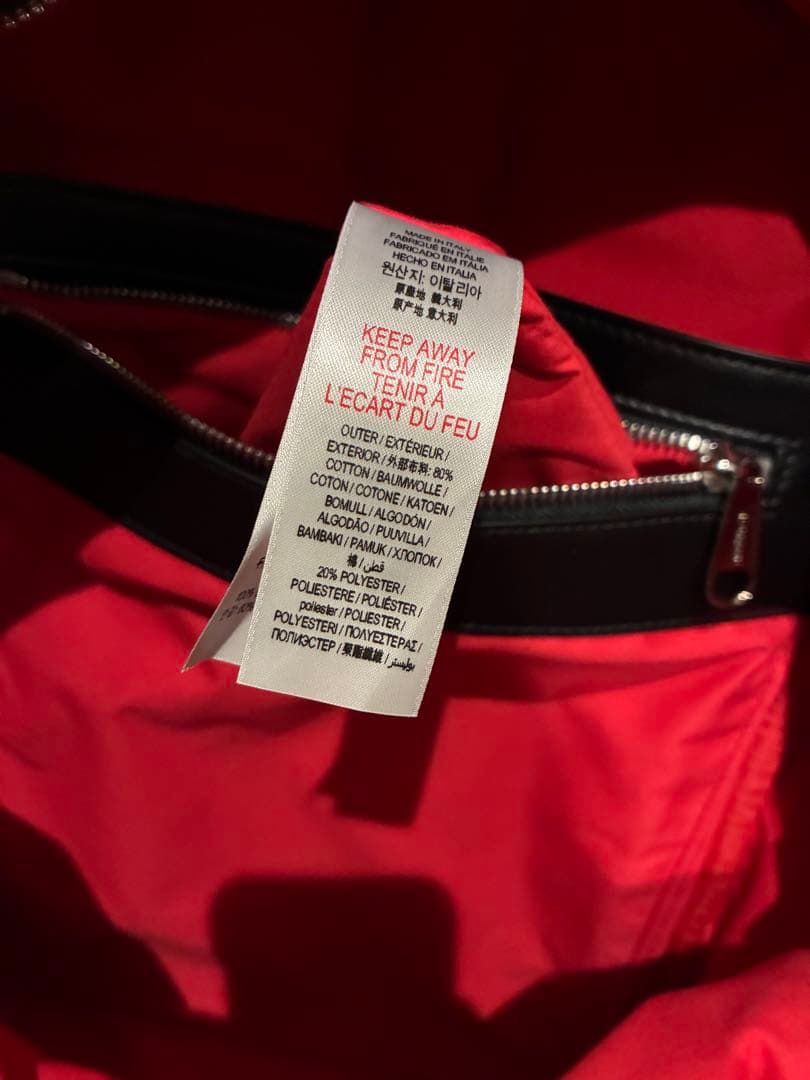 MADE IN ITALY
FABRIQUÉ EN ITALIE
FABRICADO EM ITÁLIA
HECHO EN ITALIA
원산지: 이탈리아
原產地 義大利
原产地 意大利
KEEP AWAY
FROM FIRE
TENIR À
L'ECART DU FEU
OUTER / EXTÉRIEUR /
EXTERIOR / 外部布料: 80%
COTTON / BAUMWOLLE /
COTON / COTONE / KATOEN /
BOMULL / ALGODÓN /
ALGODÃO / PUUVILLA /
BAMBAKI / PAMUK / ХЛОПОК /
棉 / قطن
20% POLYESTER /
POLIESTERE / POLIÉSTER /
poliester / POLIESTER /
POLYESTERI / ΠΟΛΥΕΣΤΕΡΑΣ /
ПОЛИЭСТЕР / 聚酯纖維 / بوليستر